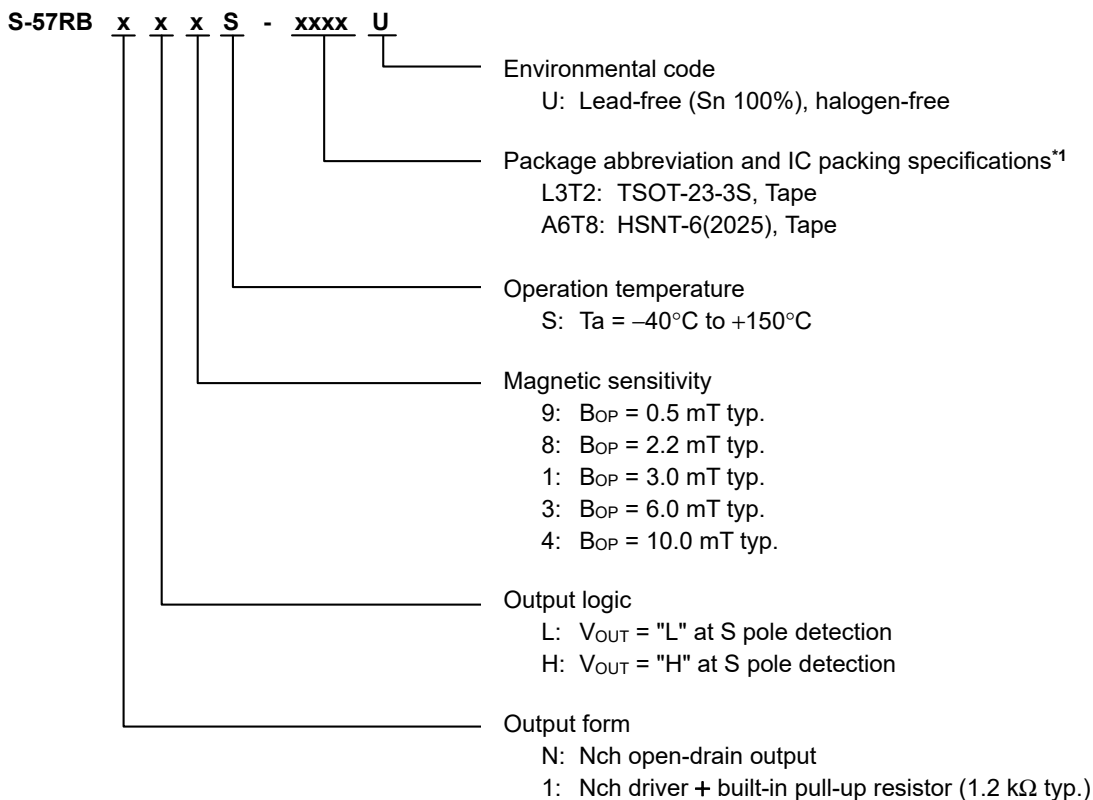 S-57RB x x x S - xxxx U
Environmental code
U: Lead-free (Sn 100%), halogen-free
Package abbreviation and IC packing specifications*1
L3T2: TSOT-23-3S, Tape
A6T8: HSNT-6(2025), Tape
Operation temperature
S: Ta = −40°C to +150°C
Magnetic sensitivity
9: BOP = 0.5 mT typ.
8: BOP = 2.2 mT typ.
1: BOP = 3.0 mT typ.
3: BOP = 6.0 mT typ.
4: BOP = 10.0 mT typ.
Output logic
L: VOUT = "L" at S pole detection
H: VOUT = "H" at S pole detection
Output form
N: Nch open-drain output
1: Nch driver + built-in pull-up resistor (1.2 kΩ typ.)